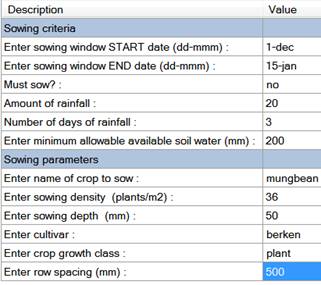 Description Value
Sowing criteria
Enter sowing window START date (dd-mmm) : 1-dec
Enter sowing window END date (dd-mmm) : 15-jan
Must sow? : no
Amount of rainfall : 20
Number of days of rainfall : 3
Enter minimum allowable available soil water (mm) : 200
Sowing parameters
Enter name of crop to sow : mungbean
Enter sowing density (plants/m2) : 36
Enter sowing depth (mm) : 50
Enter cultivar : berken
Enter crop growth class : plant
Enter row spacing (mm) : 500